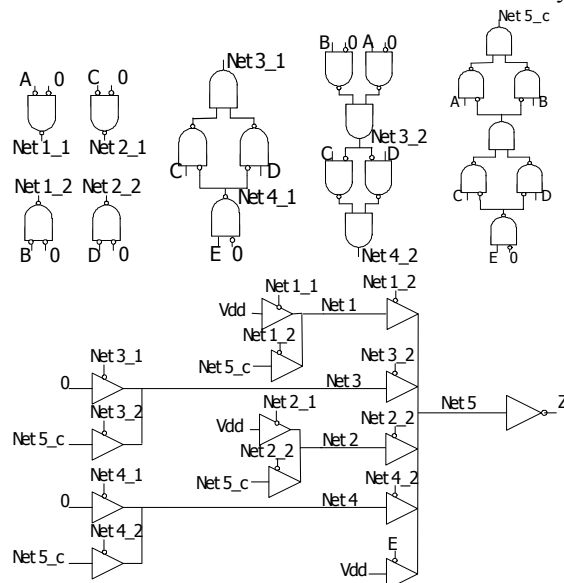 Net 5_c
B 0 A 0
Net 3_1
A 0 C 0
A B
Net 1_1 Net 2_1
Net 3_2
C D
Net 1_2 Net 2_2
C D
Net 4_1
C D
B 0 D 0
E 0
Net 4_2
E 0
Net 1_1
Net 1_2
Vdd
Net 1
Net 1_2
Net 5_c
Net 3_1
Net 3_2
0
Net 3
Net 3_2
Net 2_1
Net 2_2
Net 5
Z
Net 5_c
Vdd
Net 2_2
Net 2
Net 4_1
Net 5_c
Net 4_2
0
Net 4
Net 4_2
E
Net 5_c
Vdd